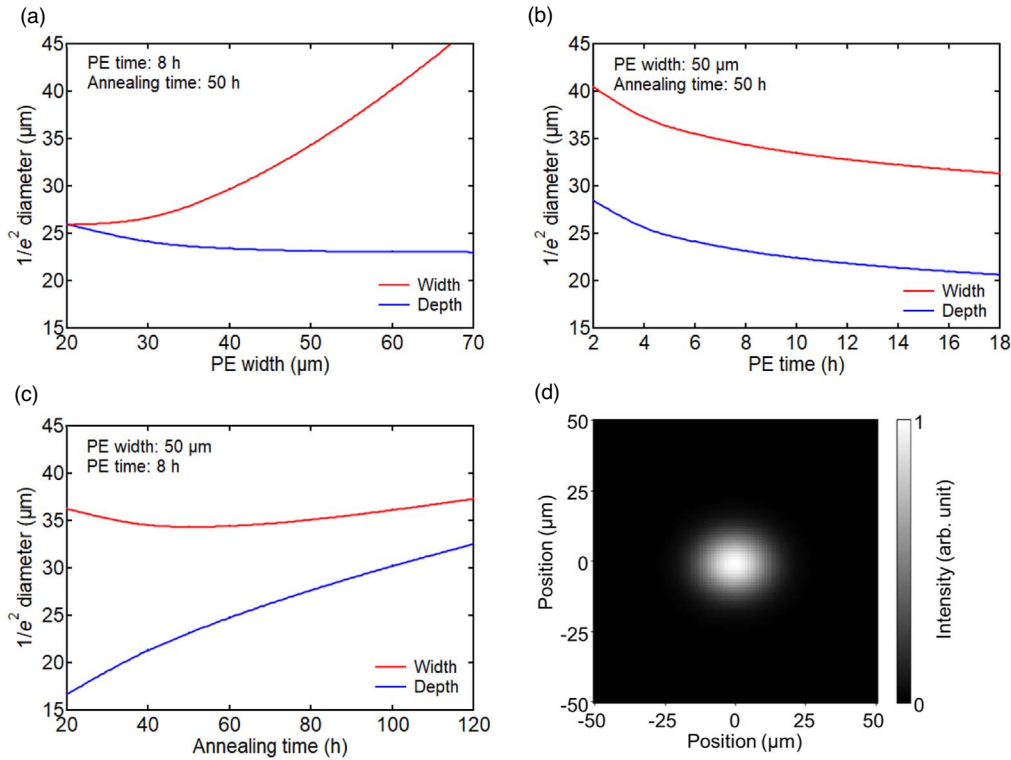 (a)
45
40
35
30
25
20
15
1/e² diameter (µm)
PE time: 8 h
Annealing time: 50 h
Width
Depth
20 30 40 50 60 70
PE width (µm)
(b)
45
40
35
30
25
20
15
1/e² diameter (µm)
PE width: 50 µm
Annealing time: 50 h
Width
Depth
2 4 6 8 10 12 14 16 18
PE time (h)
(c)
45
40
35
30
25
20
15
1/e² diameter (µm)
PE width: 50 µm
PE time: 8 h
Width
Depth
20 40 60 80 100 120
Annealing time (h)
(d)
50
25
0
-25
-50
Position (µm)
-50 -25 0 25 50
Position (µm)
1
0
Intensity (arb. unit)